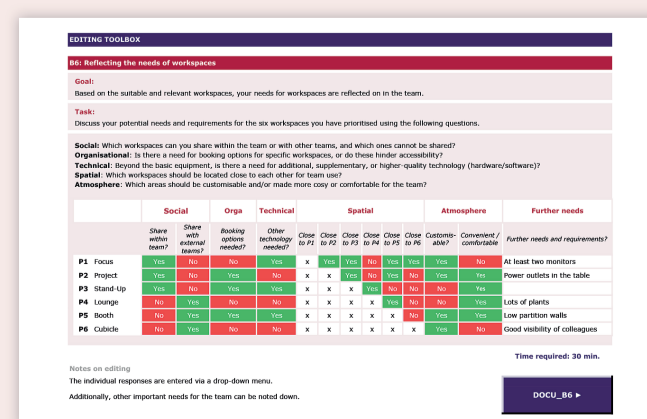 EDITING TOOLBOX
B6: Reflecting the needs of workspaces
Goal:
Based on the suitable and relevant workspaces, your needs for workspaces are reflected on in the team.
Task:
Discuss your potential needs and requirements for the six workspaces you have prioritised using the following questions.
Social: Which workspaces can you share within the team or with other teams, and which ones cannot be shared?
Organisational: Is there a need for booking options for specific workspaces, or do these hinder accessibility?
Technical: Beyond the basic equipment, is there a need for additional, supplementary, or higher-quality technology (hardware/software)?
Spatial: Which workspaces should be located close to each other for team use?
Atmosphere: Which areas should be customisable and/or made more cosy or comfortable for the team?
Social Orga Technical Spatial Atmosphere Further needs
Share within team? Share with external teams? Booking options needed? Other technology needed? Close to P1 Close to P2 Close to P3 Close to P4 Close to P5 Close to P6 Customis-able? Convenient / comfortable Further needs and requirements?
P1 Focus Yes No No Yes x Yes Yes No Yes Yes Yes No At least two monitors
P2 Project Yes No Yes No x x Yes No Yes No Yes Yes Power outlets in the table
P3 Stand-Up Yes No Yes Yes x x x Yes No No No Yes
P4 Lounge No Yes No No x x x x Yes No No Yes Lots of plants
P5 Booth No Yes Yes Yes x x x x x No Yes Yes Low partition walls
P6 Cubicle No Yes No No x x x x x x Yes No Good visibility of colleagues
Time required: 30 min.
Notes on editing
The individual responses are entered via a drop-down menu.
Additionally, other important needs for the team can be noted down.
DOCU_B6 ►